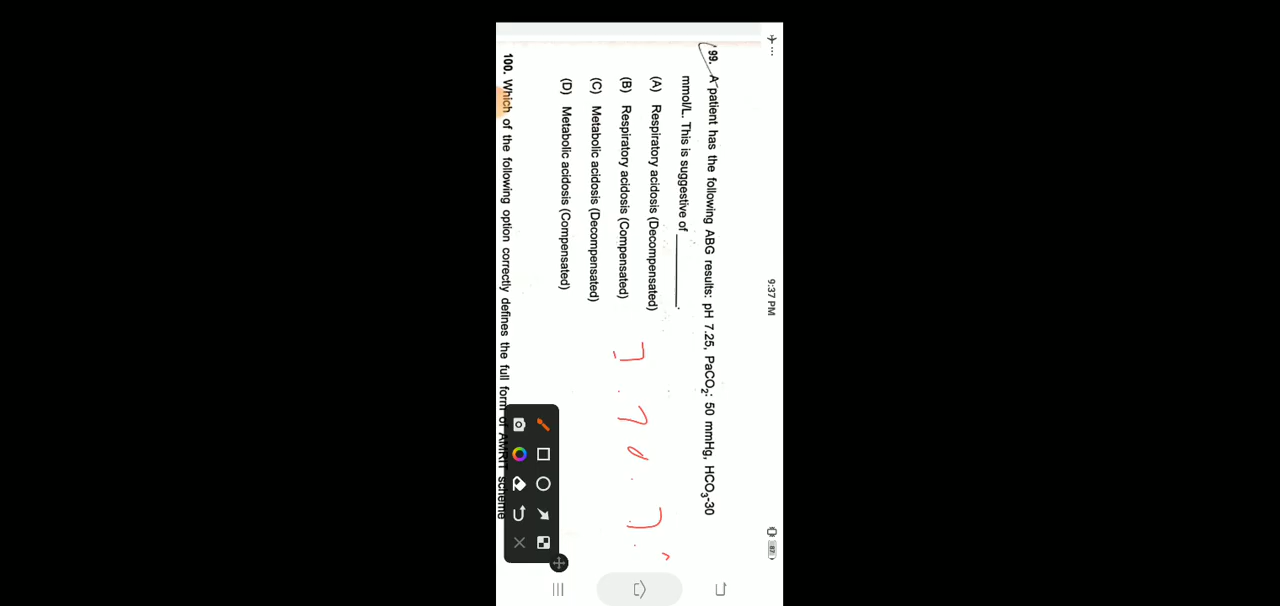 9:37 PM
99. A patient has the following ABG results: pH 7.25, PaCO2: 50 mmHg, HCO3-30
mmol/L. This is suggestive of ________.
(A) Respiratory acidosis (Decompensated)
(B) Respiratory acidosis (Compensated)
(C) Metabolic acidosis (Decompensated)
(D) Metabolic acidosis (Compensated)
100. Which of the following option correctly defines the full form of AMRIT scheme